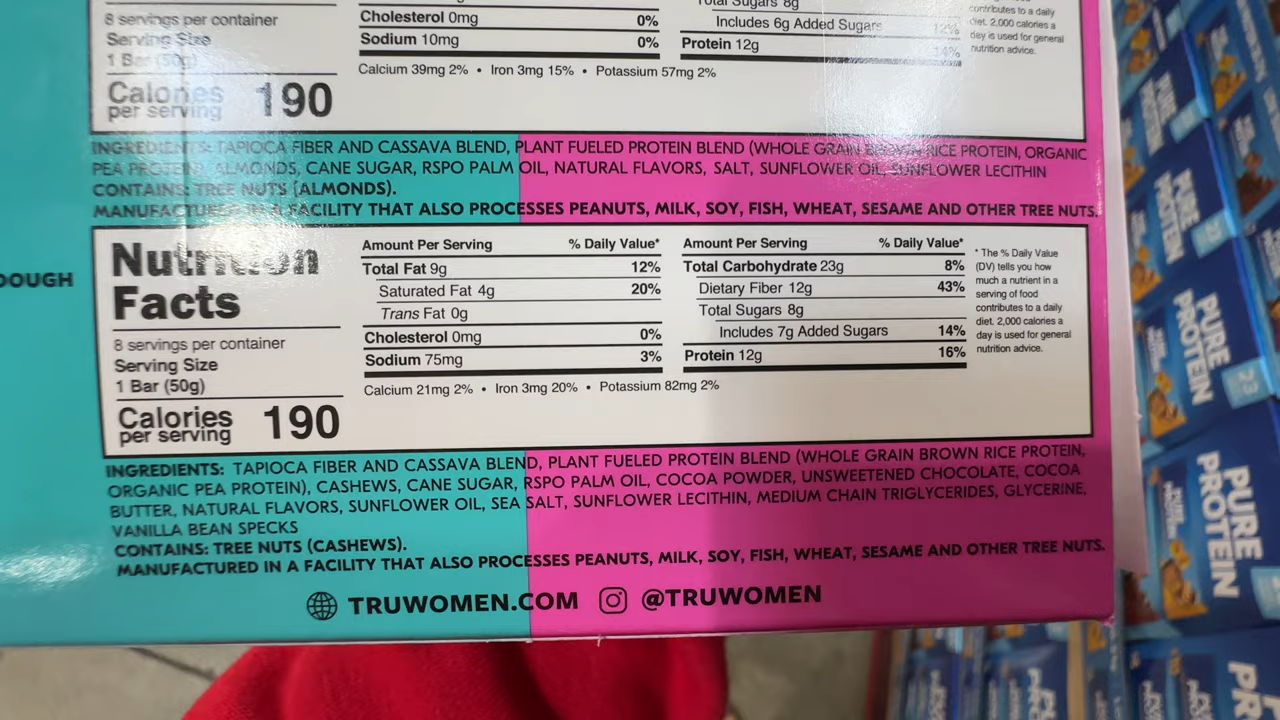 Total Sugars 8g
contributes to a daily
8 servings per container
Cholesterol 0mg 0%
Includes 6g Added Sugars 12%
diet. 2,000 calories a
Serving Size
Sodium 10mg 0%
Protein 12g 14%
day is used for general
nutrition advice.
1 Bar (50g)
Calcium 39mg 2% • Iron 3mg 15% • Potassium 57mg 2%
Calories
per serving 190
INGREDIENTS: TAPIOCA FIBER AND CASSAVA BLEND, PLANT FUELED PROTEIN BLEND (WHOLE GRAIN BROWN RICE PROTEIN, ORGANIC
PEA PROTEIN ALMONDS, CANE SUGAR, RSPO PALM OIL, NATURAL FLAVORS, SALT, SUNFLOWER OIL, SUNFLOWER LECITHIN
CONTAINS: TREE NUTS (ALMONDS).
MANUFACTURED IN A FACILITY THAT ALSO PROCESSES PEANUTS, MILK, SOY, FISH, WHEAT, SESAME AND OTHER TREE NUTS.
DOUGH
Nutrition
Facts
8 servings per container
Serving Size
1 Bar (50g)
Calories
per serving 190
Amount Per Serving % Daily Value*
Total Fat 9g 12%
Saturated Fat 4g 20%
Trans Fat 0g
Cholesterol 0mg 0%
Sodium 75mg 3%
Amount Per Serving % Daily Value*
Total Carbohydrate 23g 8%
Dietary Fiber 12g 43%
Total Sugars 8g
Includes 7g Added Sugars 14%
Protein 12g 16%
Calcium 21mg 2% • Iron 3mg 20% • Potassium 82mg 2%
* The % Daily Value
(DV) tells you how
much a nutrient in a
serving of food
contributes to a daily
diet. 2,000 calories a
day is used for general
nutrition advice.
INGREDIENTS: TAPIOCA FIBER AND CASSAVA BLEND, PLANT FUELED PROTEIN BLEND (WHOLE GRAIN BROWN RICE PROTEIN,
ORGANIC PEA PROTEIN), CASHEWS, CANE SUGAR, RSPO PALM OIL, COCOA POWDER, UNSWEETENED CHOCOLATE, COCOA
BUTTER, NATURAL FLAVORS, SUNFLOWER OIL, SEA SALT, SUNFLOWER LECITHIN, MEDIUM CHAIN TRIGLYCERIDES, GLYCERINE,
VANILLA BEAN SPECKS
CONTAINS: TREE NUTS (CASHEWS).
MANUFACTURED IN A FACILITY THAT ALSO PROCESSES PEANUTS, MILK, SOY, FISH, WHEAT, SESAME AND OTHER TREE NUTS.
TRUWOMEN.COM @TRUWOMEN
PURE
PROTEIN
PURE
PROTEIN
PURE
PROTEIN
23
PURE
PROTEIN